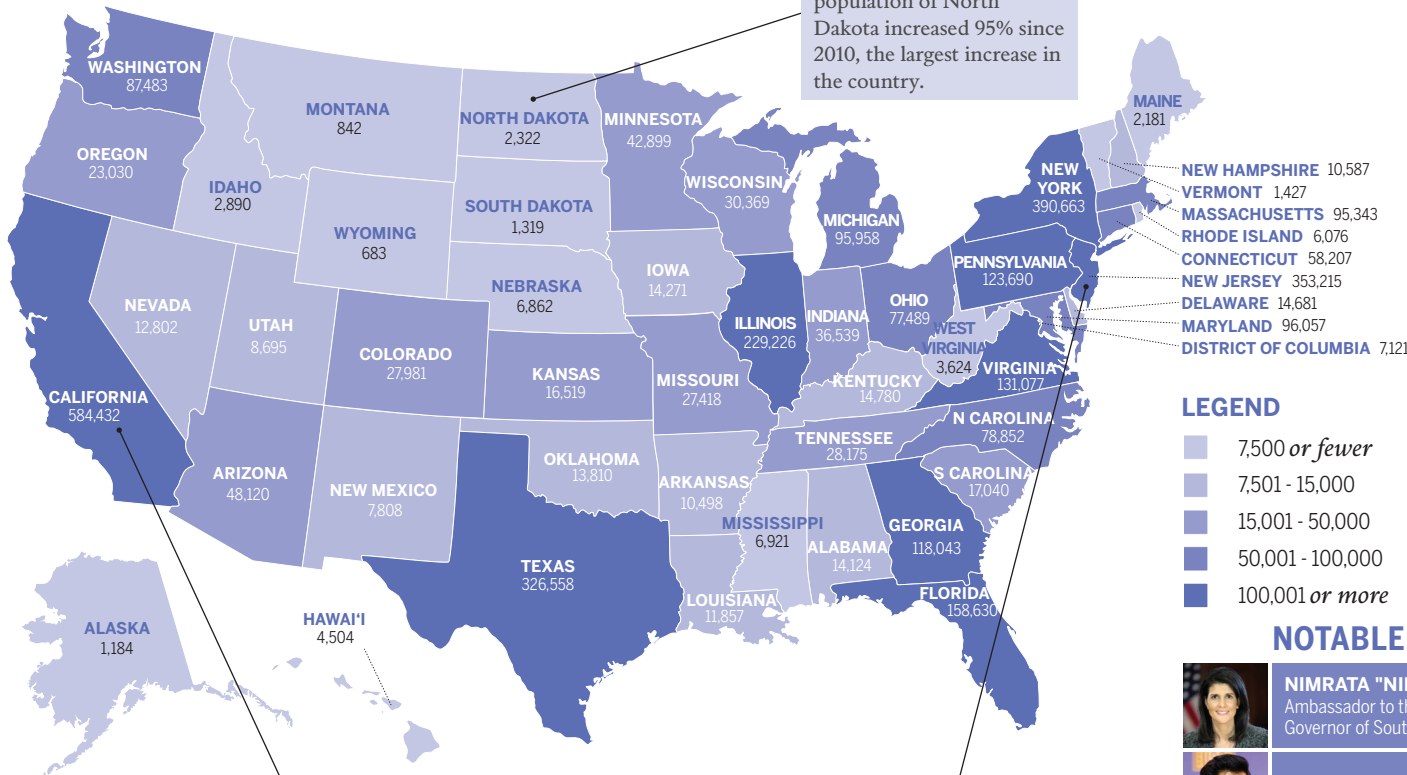 population of North
Dakota increased 95% since
2010, the largest increase in
the country.
WASHINGTON
87,483
OREGON
23,030
CALIFORNIA
584,432
IDAHO
2,890
MONTANA
842
WYOMING
683
NEVADA
12,802
UTAH
8,695
COLORADO
27,981
ARIZONA
48,120
NEW MEXICO
7,808
NORTH DAKOTA
2,322
SOUTH DAKOTA
1,319
NEBRASKA
6,862
KANSAS
16,519
OKLAHOMA
13,810
TEXAS
326,558
MINNESOTA
42,899
IOWA
14,271
MISSOURI
27,418
ARKANSAS
10,498
LOUISIANA
11,857
WISCONSIN
30,369
ILLINOIS
229,226
MICHIGAN
95,958
INDIANA
36,539
OHIO
77,489
KENTUCKY
14,780
TENNESSEE
28,175
MISSISSIPPI
6,921
ALABAMA
14,124
GEORGIA
118,043
FLORIDA
158,630
S CAROLINA
17,040
N CAROLINA
78,852
VIRGINIA
131,077
WEST
VIRGINIA
3,624
PENNSYLVANIA
123,690
NEW
YORK
390,663
MAINE
2,181
NEW HAMPSHIRE 10,587
VERMONT 1,427
MASSACHUSETTS 95,343
RHODE ISLAND 6,076
CONNECTICUT 58,207
NEW JERSEY 353,215
DELAWARE 14,681
MARYLAND 96,057
DISTRICT OF COLUMBIA 7,121
ALASKA
1,184
HAWAI‘I
4,504
LEGEND
7,500 or fewer
7,501 - 15,000
15,001 - 50,000
50,001 - 100,000
100,001 or more
NOTABLE
NIMRATA "NI
Ambassador to th
Governor of Sout